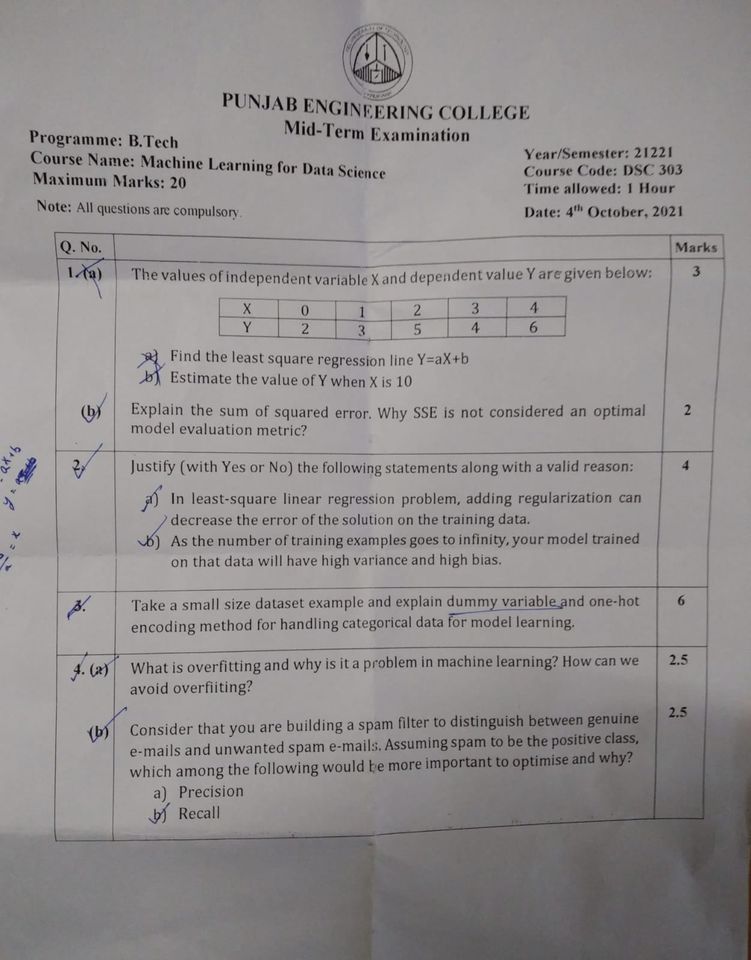 PUNJAB ENGINEERING COLLEGE
Mid-Term Examination
Programme: B.Tech
Course Name: Machine Learning for Data Science
Maximum Marks: 20
Year/Semester: 21221
Course Code: DSC 303
Time allowed: 1 Hour
Note: All questions are compulsory.
Date: 4th October, 2021
Q. No. Marks
1. (a) The values of independent variable X and dependent value Y are given below: 3
X 0 1 2 3 4
Y 2 3 5 4 6
a) Find the least square regression line Y=aX+b
b) Estimate the value of Y when X is 10
(b) Explain the sum of squared error. Why SSE is not considered an optimal 2
model evaluation metric?
2. Justify (with Yes or No) the following statements along with a valid reason: 4
a) In least-square linear regression problem, adding regularization can
decrease the error of the solution on the training data.
b) As the number of training examples goes to infinity, your model trained
on that data will have high variance and high bias.
3. Take a small size dataset example and explain dummy variable and one-hot 6
encoding method for handling categorical data for model learning.
4. (a) What is overfitting and why is it a problem in machine learning? How can we 2.5
avoid overfiiting?
(b) Consider that you are building a spam filter to distinguish between genuine 2.5
e-mails and unwanted spam e-mails. Assuming spam to be the positive class,
which among the following would be more important to optimise and why?
a) Precision
b) Recall